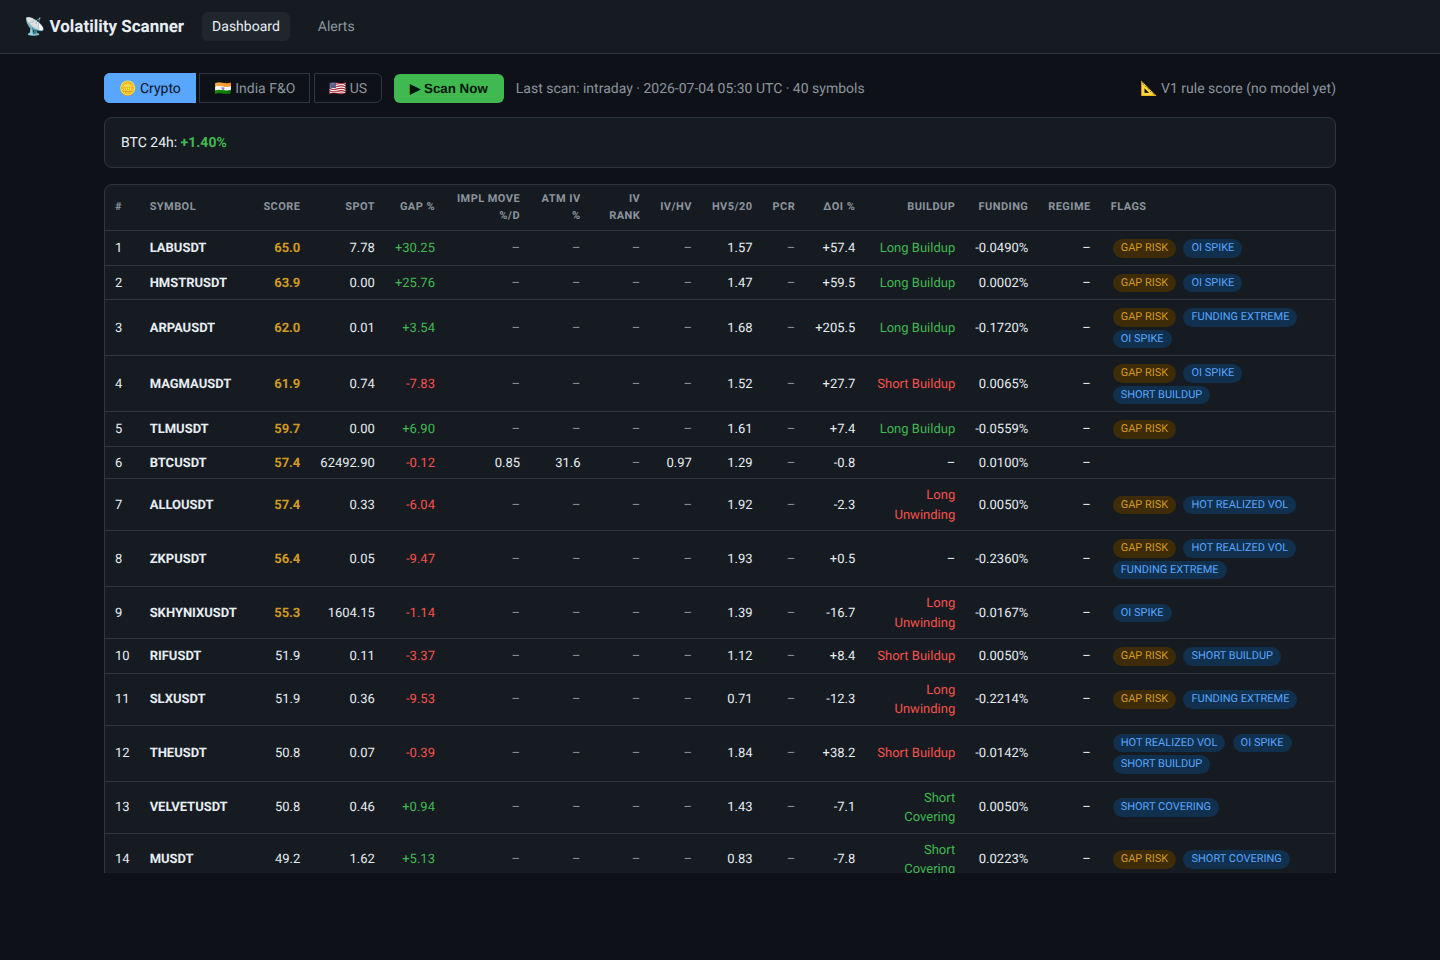 📡 Volatility Scanner Dashboard Alerts
🪙 Crypto 🇮🇳 India F&O 🇺🇸 US ▶ Scan Now Last scan: intraday · 2026-07-04 05:30 UTC · 40 symbols 📐 V1 rule score (no model yet)
BTC 24h: +1.40%
# SYMBOL SCORE SPOT GAP % IMPL MOVE %/D ATM IV % IV RANK IV/HV HV5/20 PCR ΔOI % BUILDUP FUNDING REGIME FLAGS
1 LABUSDT 65.0 7.78 +30.25 – – – – 1.57 – +57.4 Long Buildup -0.0490% – GAP RISK OI SPIKE
2 HMSTRUSDT 63.9 0.00 +25.76 – – – – 1.47 – +59.5 Long Buildup 0.0002% – GAP RISK OI SPIKE
3 ARPAUSDT 62.0 0.01 +3.54 – – – – 1.68 – +205.5 Long Buildup -0.1720% – GAP RISK FUNDING EXTREME OI SPIKE
4 MAGMAUSDT 61.9 0.74 -7.83 – – – – 1.52 – +27.7 Short Buildup 0.0065% – GAP RISK OI SPIKE SHORT BUILDUP
5 TLMUSDT 59.7 0.00 +6.90 – – – – 1.61 – +7.4 Long Buildup -0.0559% – GAP RISK
6 BTCUSDT 57.4 62492.90 -0.12 0.85 31.6 – 0.97 1.29 – -0.8 – 0.0100% –
7 ALLOUSDT 57.4 0.33 -6.04 – – – – 1.92 – -2.3 Long Unwinding 0.0050% – GAP RISK HOT REALIZED VOL
8 ZKPUSDT 56.4 0.05 -9.47 – – – – 1.93 – +0.5 – -0.2360% – GAP RISK HOT REALIZED VOL FUNDING EXTREME
9 SKHYNIXUSDT 55.3 1604.15 -1.14 – – – – 1.39 – -16.7 Long Unwinding -0.0167% – OI SPIKE
10 RIFUSDT 51.9 0.11 -3.37 – – – – 1.12 – +8.4 Short Buildup 0.0050% – GAP RISK SHORT BUILDUP
11 SLXUSDT 51.9 0.36 -9.53 – – – – 0.71 – -12.3 Long Unwinding -0.2214% – GAP RISK FUNDING EXTREME
12 THEUSDT 50.8 0.07 -0.39 – – – – 1.84 – +38.2 Short Buildup -0.0142% – HOT REALIZED VOL OI SPIKE SHORT BUILDUP
13 VELVETUSDT 50.8 0.46 +0.94 – – – – 1.43 – -7.1 Short Covering 0.0050% – SHORT COVERING
14 MUSDT 49.2 1.62 +5.13 – – – – 0.83 – -7.8 Short Covering 0.0223% – GAP RISK SHORT COVERING